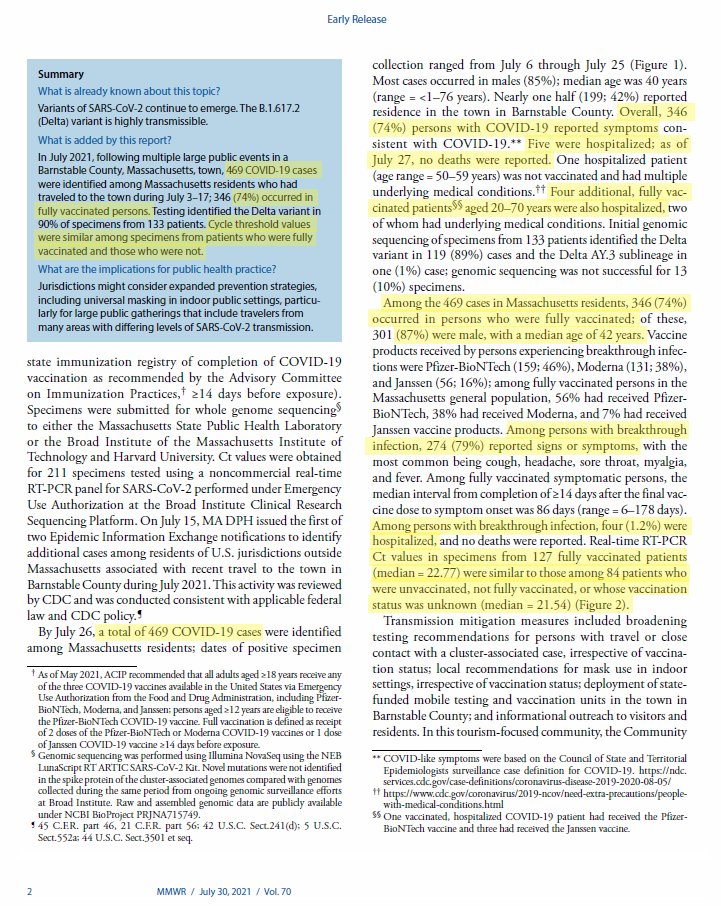 Early Release
Summary
What is already known about this topic?
Variants of SARS-CoV-2 continue to emerge. The B.1.617.2
(Delta) variant is highly transmissible.
What is added by this report?
In July 2021, following multiple large public events in a
Barnstable County, Massachusetts, town, 469 COVID-19 cases
were identified among Massachusetts residents who had
traveled to the town during July 3–17; 346 (74%) occurred in
fully vaccinated persons. Testing identified the Delta variant in
90% of specimens from 133 patients. Cycle threshold values
were similar among specimens from patients who were fully
vaccinated and those who were not.
What are the implications for public health practice?
Jurisdictions might consider expanded prevention strategies,
including universal masking in indoor public settings, particu-
larly for large public gatherings that include travelers from
many areas with differing levels of SARS-CoV-2 transmission.
state immunization registry of completion of COVID-19
vaccination as recommended by the Advisory Committee
on Immunization Practices,† ≥14 days before exposure).
Specimens were submitted for whole genome sequencing§
to either the Massachusetts State Public Health Laboratory
or the Broad Institute of the Massachusetts Institute of
Technology and Harvard University. Ct values were obtained
for 211 specimens tested using a noncommercial real-time
RT-PCR panel for SARS-CoV-2 performed under Emergency
Use Authorization at the Broad Institute Clinical Research
Sequencing Platform. On July 15, MA DPH issued the first of
two Epidemic Information Exchange notifications to identify
additional cases among residents of U.S. jurisdictions outside
Massachusetts associated with recent travel to the town in
Barnstable County during July 2021. This activity was reviewed
by CDC and was conducted consistent with applicable federal
law and CDC policy.¶
By July 26, a total of 469 COVID-19 cases were identified
among Massachusetts residents; dates of positive specimen
† As of May 2021, ACIP recommended that all adults aged ≥18 years receive any
of the three COVID-19 vaccines available in the United States via Emergency
Use Authorization from the Food and Drug Administration, including Pfizer-
BioNTech, Moderna, and Janssen; persons aged ≥12 years are eligible to receive
the Pfizer-BioNTech COVID-19 vaccine. Full vaccination is defined as receipt
of 2 doses of the Pfizer-BioNTech or Moderna COVID-19 vaccines or 1 dose
of Janssen COVID-19 vaccine ≥14 days before exposure.
§ Genomic sequencing was performed using Illumina NovaSeq using the NEB
LunaScript RT ARTIC SARS-CoV-2 Kit. Novel mutations were not identified
in the spike protein of the cluster-associated genomes compared with genomes
collected during the same period from ongoing genomic surveillance efforts
at Broad Institute. Raw and assembled genomic data are publicly available
under NCBI BioProject PRJNA715749.
¶ 45 C.F.R. part 46, 21 C.F.R. part 56; 42 U.S.C. Sect.241(d); 5 U.S.C.
Sect.552a; 44 U.S.C. Sect.3501 et seq.
collection ranged from July 6 through July 25 (Figure 1).
Most cases occurred in males (85%); median age was 40 years
(range = <1–76 years). Nearly one half (199; 42%) reported
residence in the town in Barnstable County. Overall, 346
(74%) persons with COVID-19 reported symptoms con-
sistent with COVID-19.** Five were hospitalized; as of
July 27, no deaths were reported. One hospitalized patient
(age range = 50–59 years) was not vaccinated and had multiple
underlying medical conditions.†† Four additional, fully vac-
cinated patients§§ aged 20–70 years were also hospitalized, two
of whom had underlying medical conditions. Initial genomic
sequencing of specimens from 133 patients identified the Delta
variant in 119 (89%) cases and the Delta AY.3 sublineage in
one (1%) case; genomic sequencing was not successful for 13
(10%) specimens.
Among the 469 cases in Massachusetts residents, 346 (74%)
occurred in persons who were fully vaccinated; of these,
301 (87%) were male, with a median age of 42 years. Vaccine
products received by persons experiencing breakthrough infec-
tions were Pfizer-BioNTech (159; 46%), Moderna (131; 38%),
and Janssen (56; 16%); among fully vaccinated persons in the
Massachusetts general population, 56% had received Pfizer-
BioNTech, 38% had received Moderna, and 7% had received
Janssen vaccine products. Among persons with breakthrough
infection, 274 (79%) reported signs or symptoms, with the
most common being cough, headache, sore throat, myalgia,
and fever. Among fully vaccinated symptomatic persons, the
median interval from completion of ≥14 days after the final vac-
cine dose to symptom onset was 86 days (range = 6–178 days).
Among persons with breakthrough infection, four (1.2%) were
hospitalized, and no deaths were reported. Real-time RT-PCR
Ct values in specimens from 127 fully vaccinated patients
(median = 22.77) were similar to those among 84 patients who
were unvaccinated, not fully vaccinated, or whose vaccination
status was unknown (median = 21.54) (Figure 2).
Transmission mitigation measures included broadening
testing recommendations for persons with travel or close
contact with a cluster-associated case, irrespective of vaccina-
tion status; local recommendations for mask use in indoor
settings, irrespective of vaccination status; deployment of state-
funded mobile testing and vaccination units in the town in
Barnstable County; and informational outreach to visitors and
residents. In this tourism-focused community, the Community
** COVID-like symptoms were based on the Council of State and Territorial
Epidemiologists surveillance case definition for COVID-19. https://ndc.
services.cdc.gov/case-definitions/coronavirus-disease-2019-2020-08-05/
†† https://www.cdc.gov/coronavirus/2019-ncov/need-extra-precautions/people-
with-medical-conditions.html
§§ One vaccinated, hospitalized COVID-19 patient had received the Pfizer-
BioNTech vaccine and three had received the Janssen vaccine.
2 MMWR / July 30, 2021 / Vol. 70